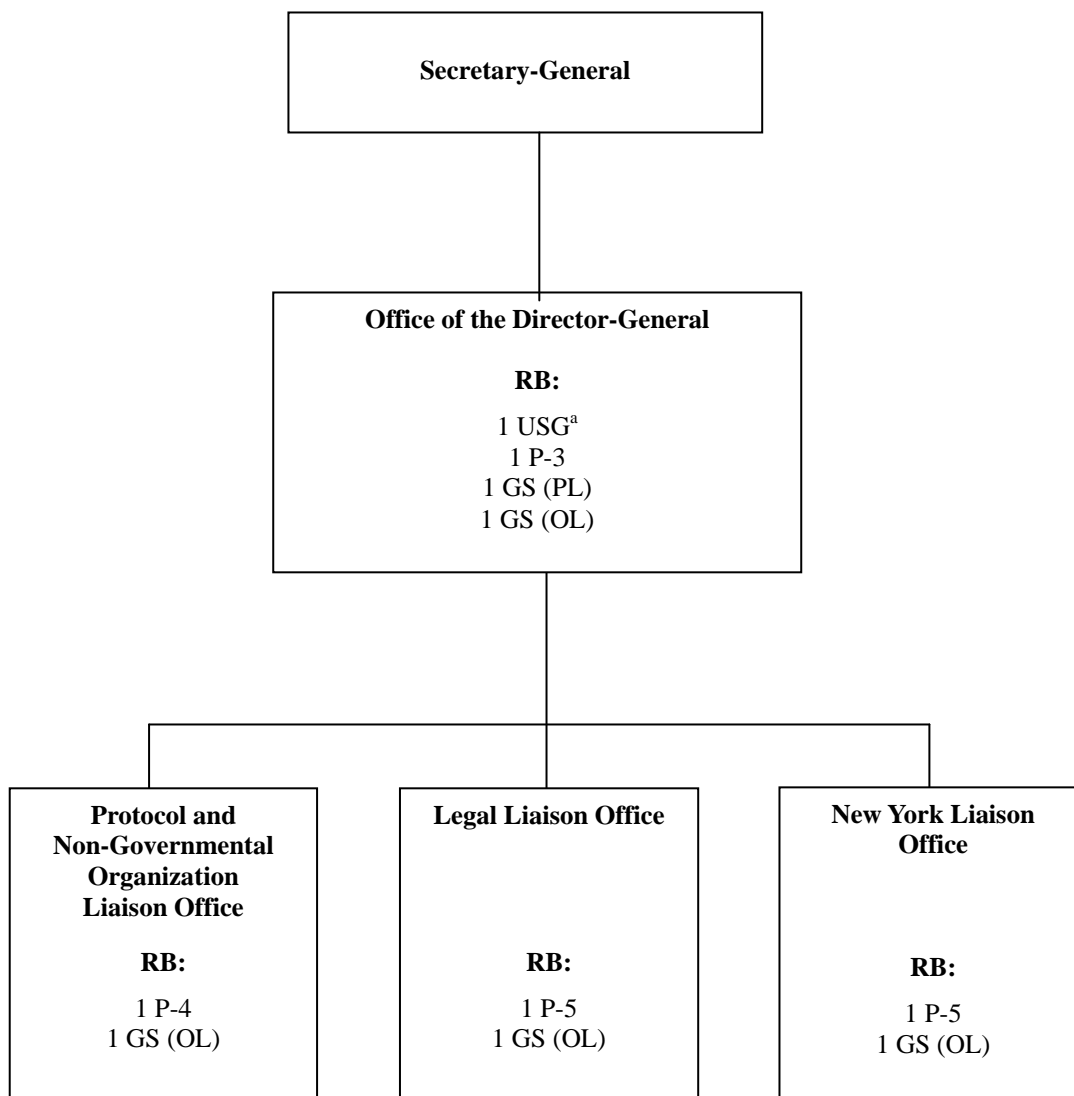 Secretary-General
Office of the Director-General
RB:
1 USGᵃ
1 P-3
1 GS (PL)
1 GS (OL)
Protocol and
Non-Governmental
Organization
Liaison Office
RB:
1 P-4
1 GS (OL)
Legal Liaison Office
RB:
1 P-5
1 GS (OL)
New York Liaison
Office
RB:
1 P-5
1 GS (OL)